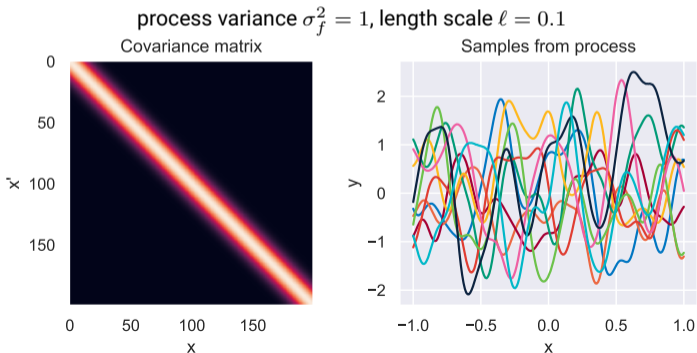 process variance σ_f^2 = 1, length scale ℓ = 0.1
Covariance matrix
0
50
100
150
x'
0 50 100 150
x
Samples from process
2
1
0
−1
−2
y
−1.0 −0.5 0.0 0.5 1.0
x